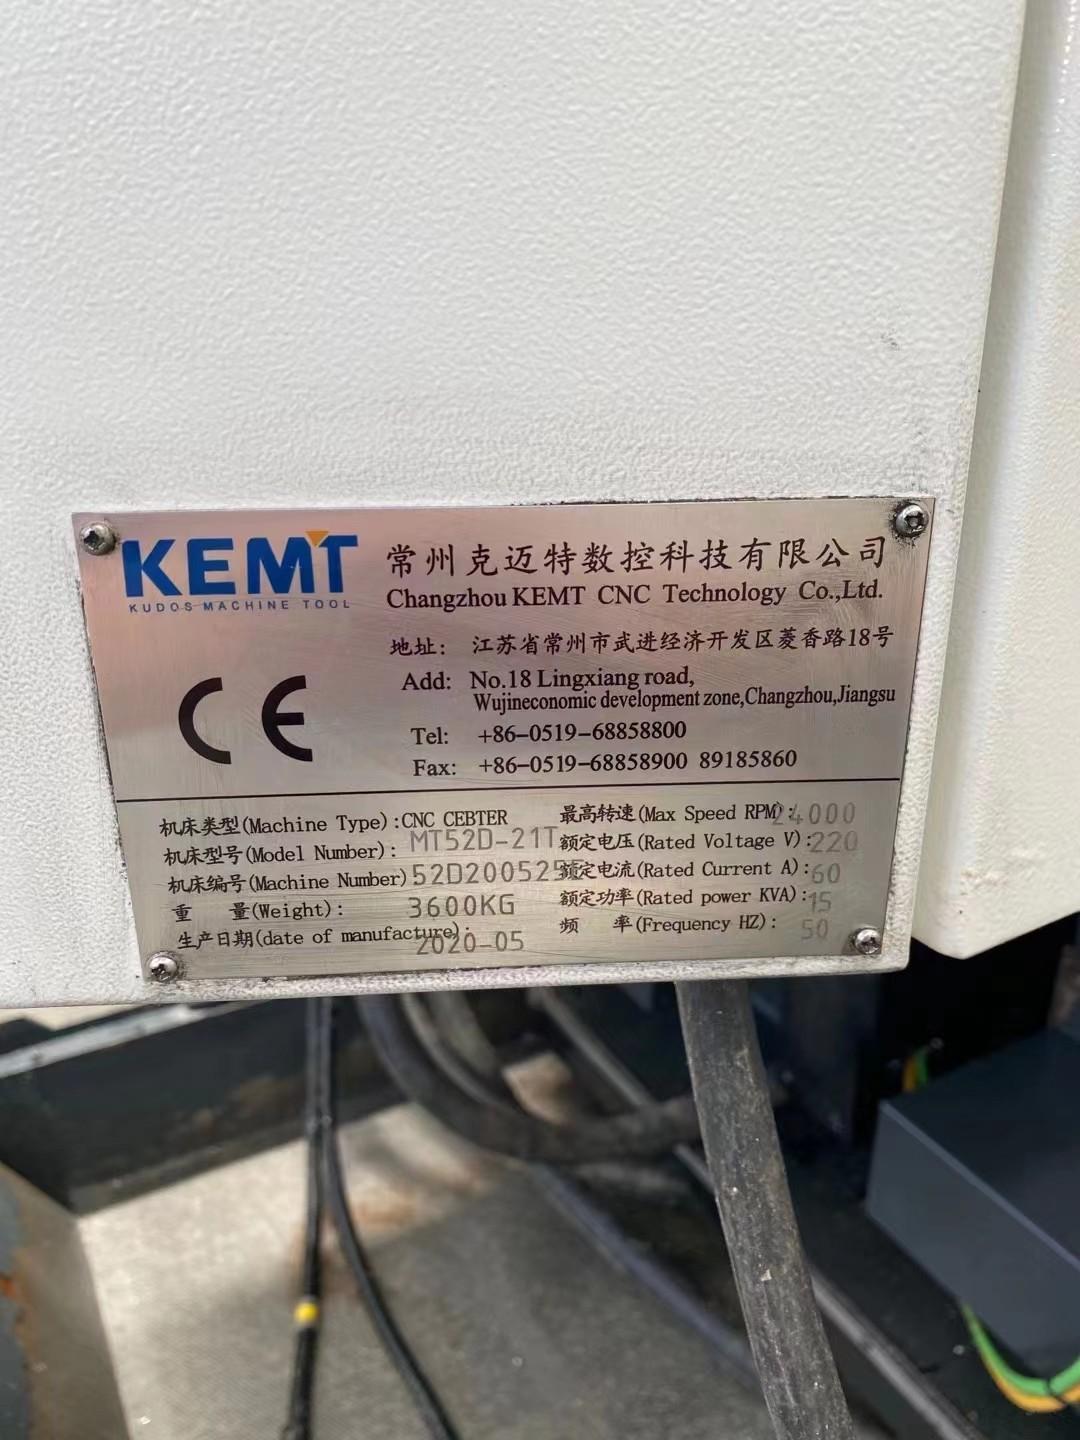 KEMT
KUDOS MACHINE TOOL
常州克迈特数控科技有限公司
Changzhou KEMT CNC Technology Co.,Ltd.
地址: 江苏省常州市武进经济开发区菱香路18号
Add: No.18 Lingxiang road,
Wujineconomic development zone,Changzhou,Jiangsu
Tel: +86-0519-68858800
Fax: +86-0519-68858900 89185860
CE
机床类型(Machine Type):CNC CEBTER
机床型号(Model Number): MT52D-21T
机床编号(Machine Number)
重 量(Weight): 3600KG
生产日期(date of manufacture): 2020-05
最高转速(Max Speed RPM): 24000
额定电压(Rated Voltage V): 220
额定电流(Rated Current A): 60
额定功率(Rated power KVA): 15
频 率(Frequency HZ): 50